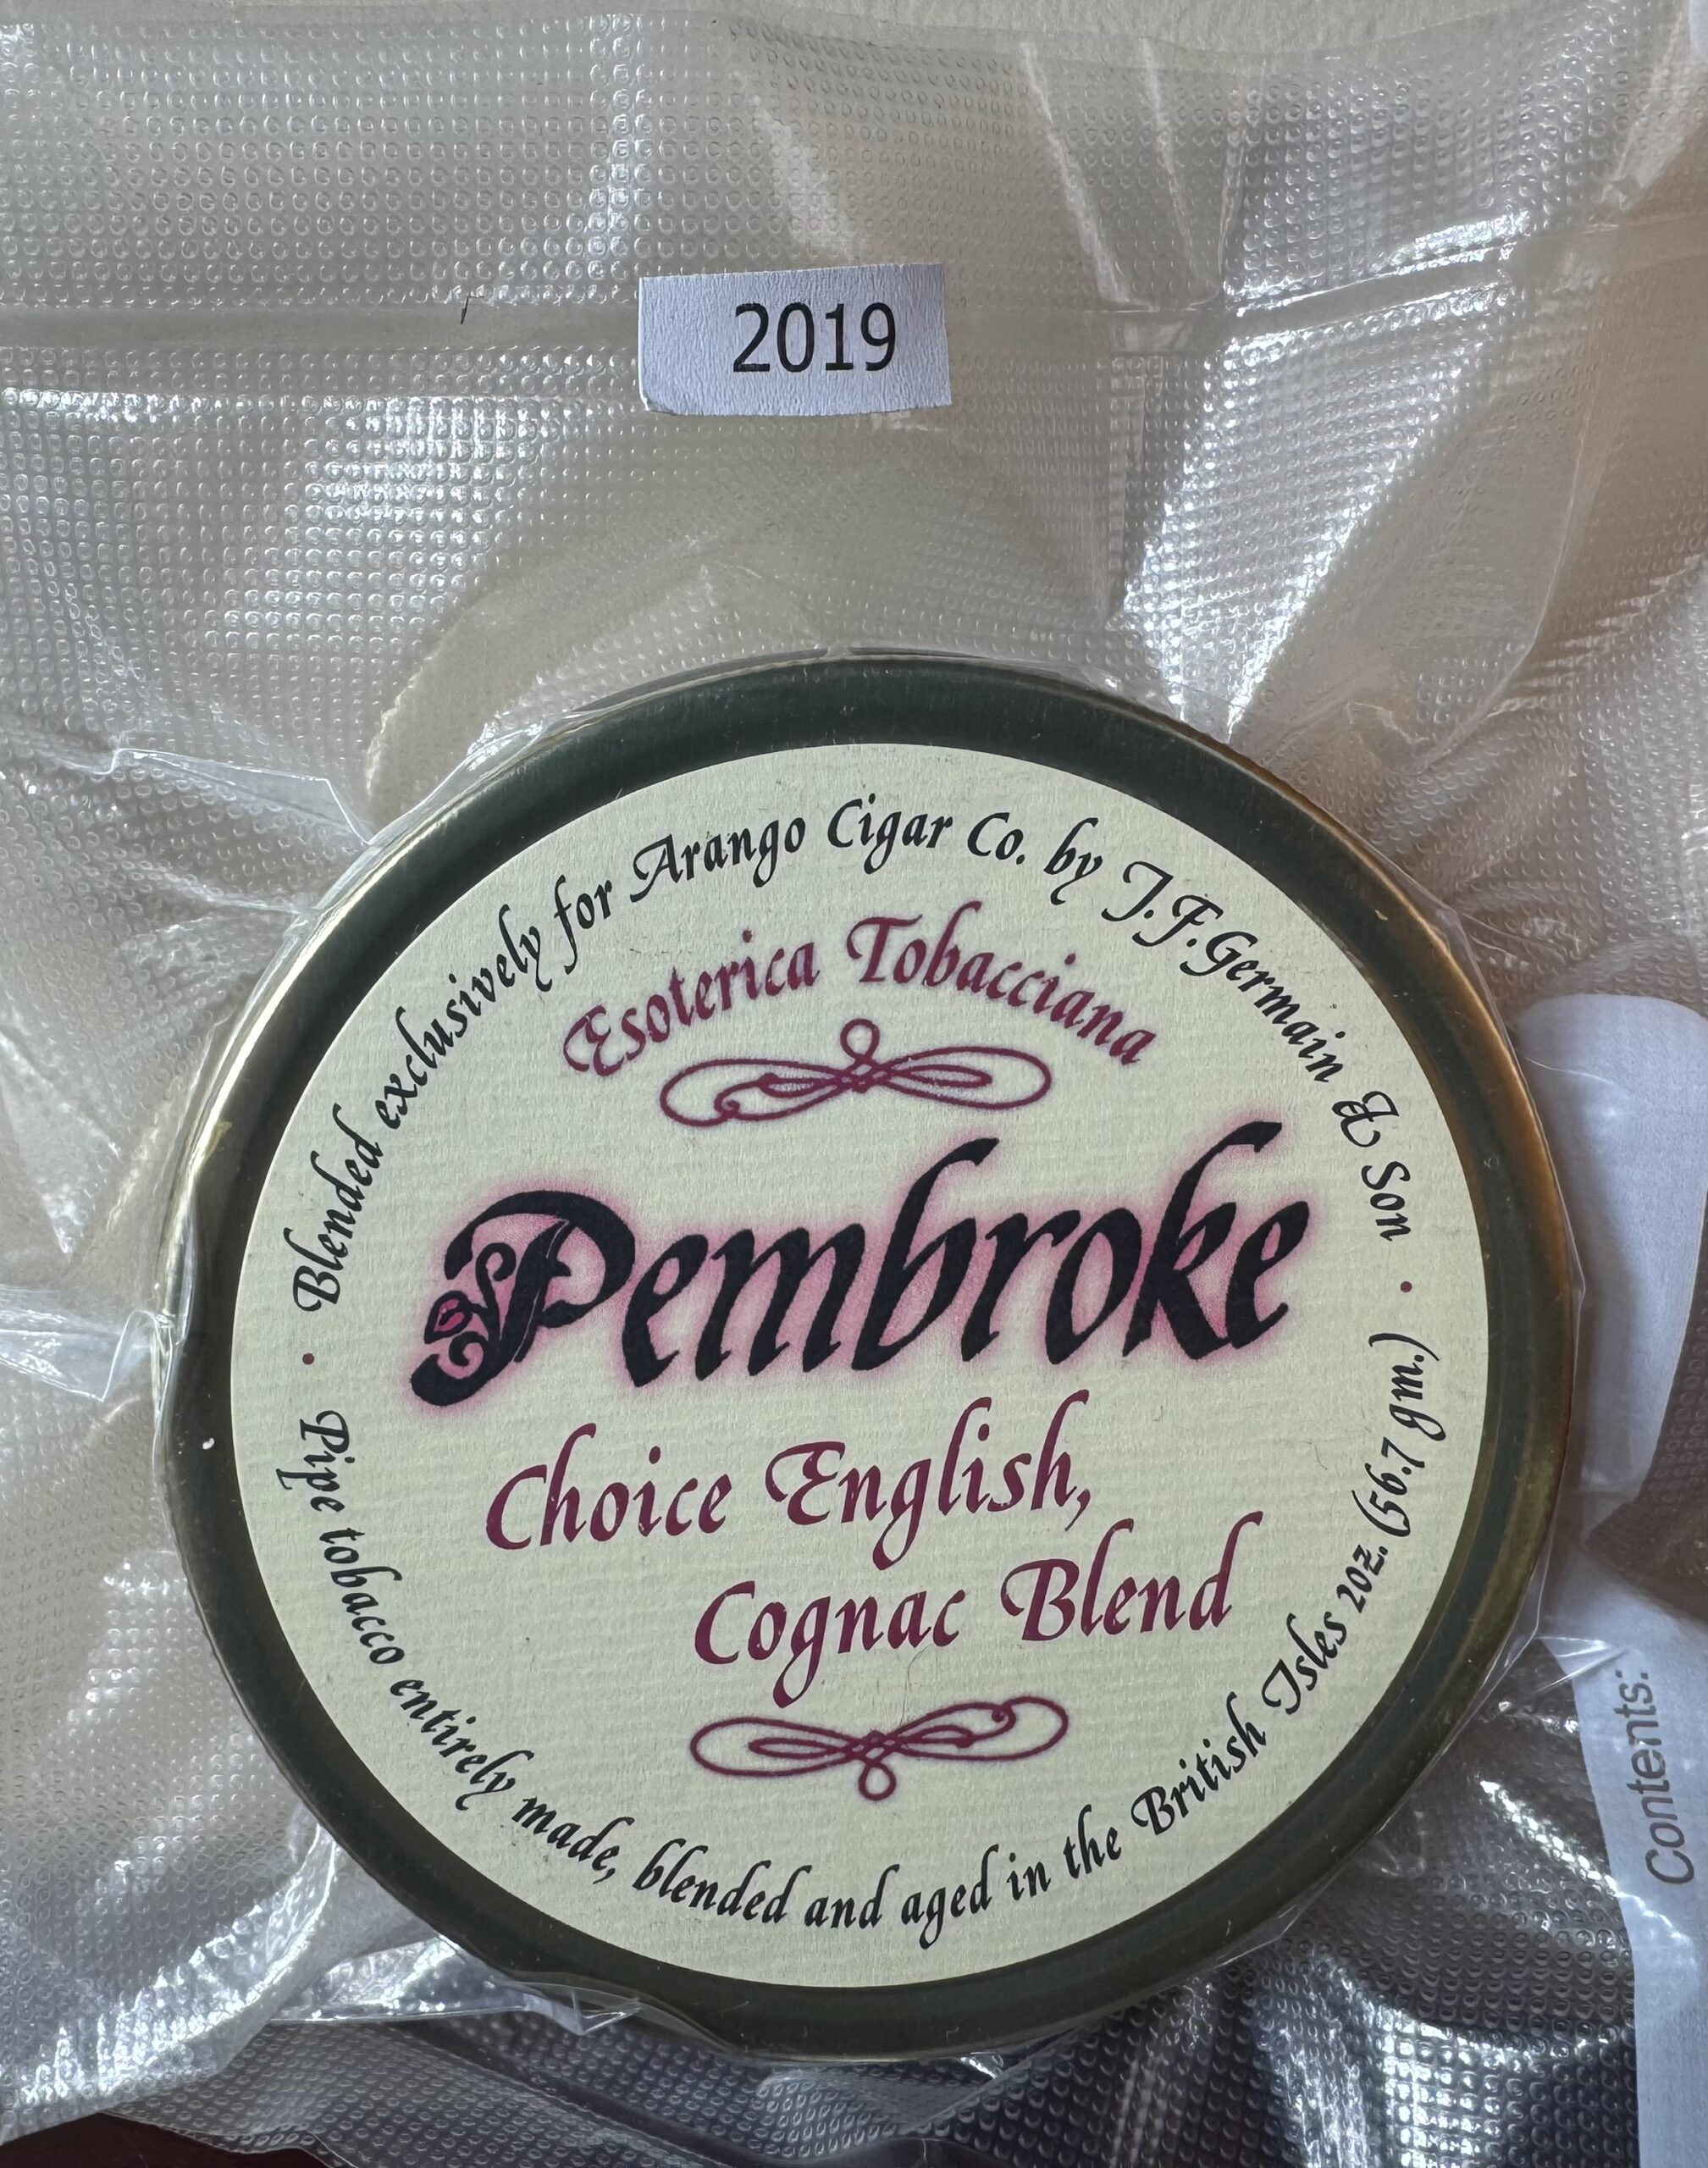 2019
Blended exclusively for Arango Cigar Co. by J.F.Germain & Son
Esoterica Tobacciana
Pembroke
Choice English,
Cognac Blend
Pipe tobacco entirely made, blended and aged in the British Isles 2oz. (56.7 gm.)
Contents: